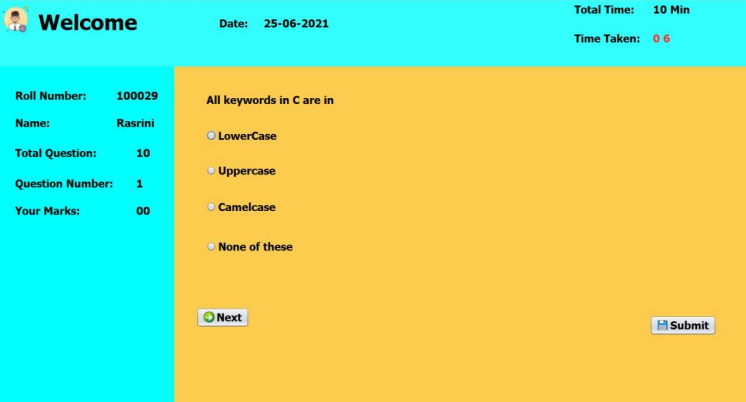 Welcome
Date: 25-06-2021
Total Time: 10 Min
Time Taken: 0 6
Roll Number: 100029
Name: Rasrini
Total Question: 10
Question Number: 1
Your Marks: 00
All keywords in C are in
LowerCase
Uppercase
Camelcase
None of these
Next
Submit